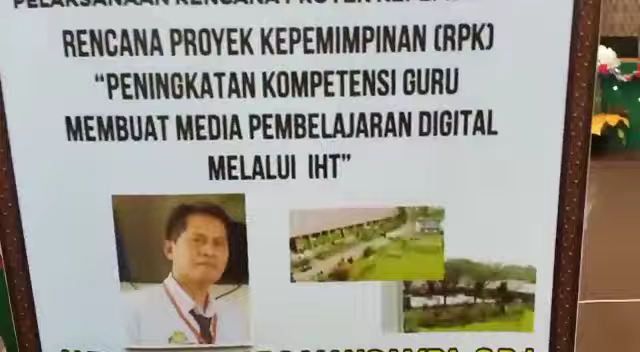 RENCANA PROYEK KEPEMIMPINAN (RPK)
“PENINGKATAN KOMPETENSI GURU
MEMBUAT MEDIA PEMBELAJARAN DIGITAL
MELALUI IHT”